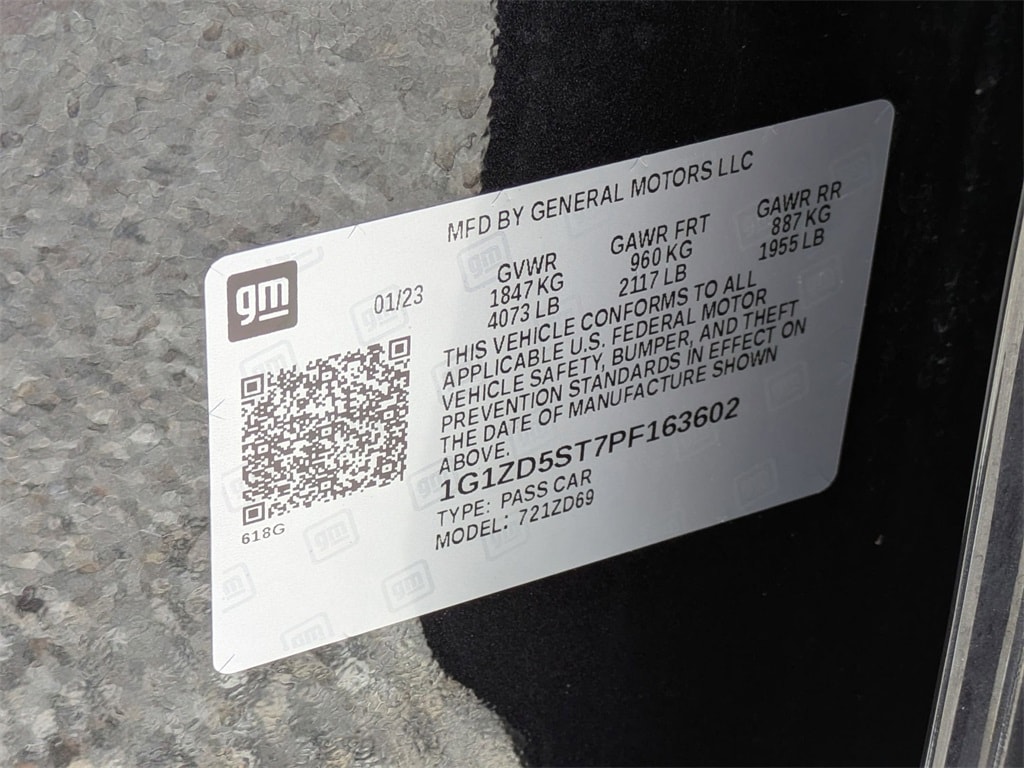 MFD BY GENERAL MOTORS LLC
gm
01/23
GVWR
1847 KG
4073 LB
GAWR FRT
960 KG
2117 LB
GAWR RR
887 KG
1955 LB
THIS VEHICLE CONFORMS TO ALL
APPLICABLE U.S. FEDERAL MOTOR
VEHICLE SAFETY, BUMPER, AND THEFT
PREVENTION STANDARDS IN EFFECT ON
THE DATE OF MANUFACTURE SHOWN
ABOVE.
1G1ZD5ST7PF163602
TYPE: PASS CAR
MODEL: 721ZD69
618G